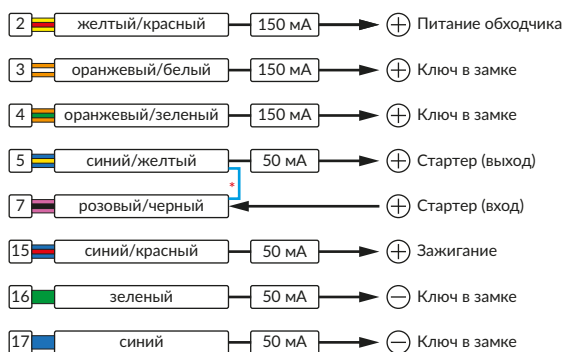 2 желтый/красный 150 мА + Питание обходчика
3 оранжевый/белый 150 мА + Ключ в замке
4 оранжевый/зеленый 150 мА + Ключ в замке
5 синий/желтый 50 мА + Стартер (выход)
*
7 розовый/черный + Стартер (вход)
15 синий/красный 50 мА + Зажигание
16 зеленый 50 мА − Ключ в замке
17 синий 50 мА − Ключ в замке